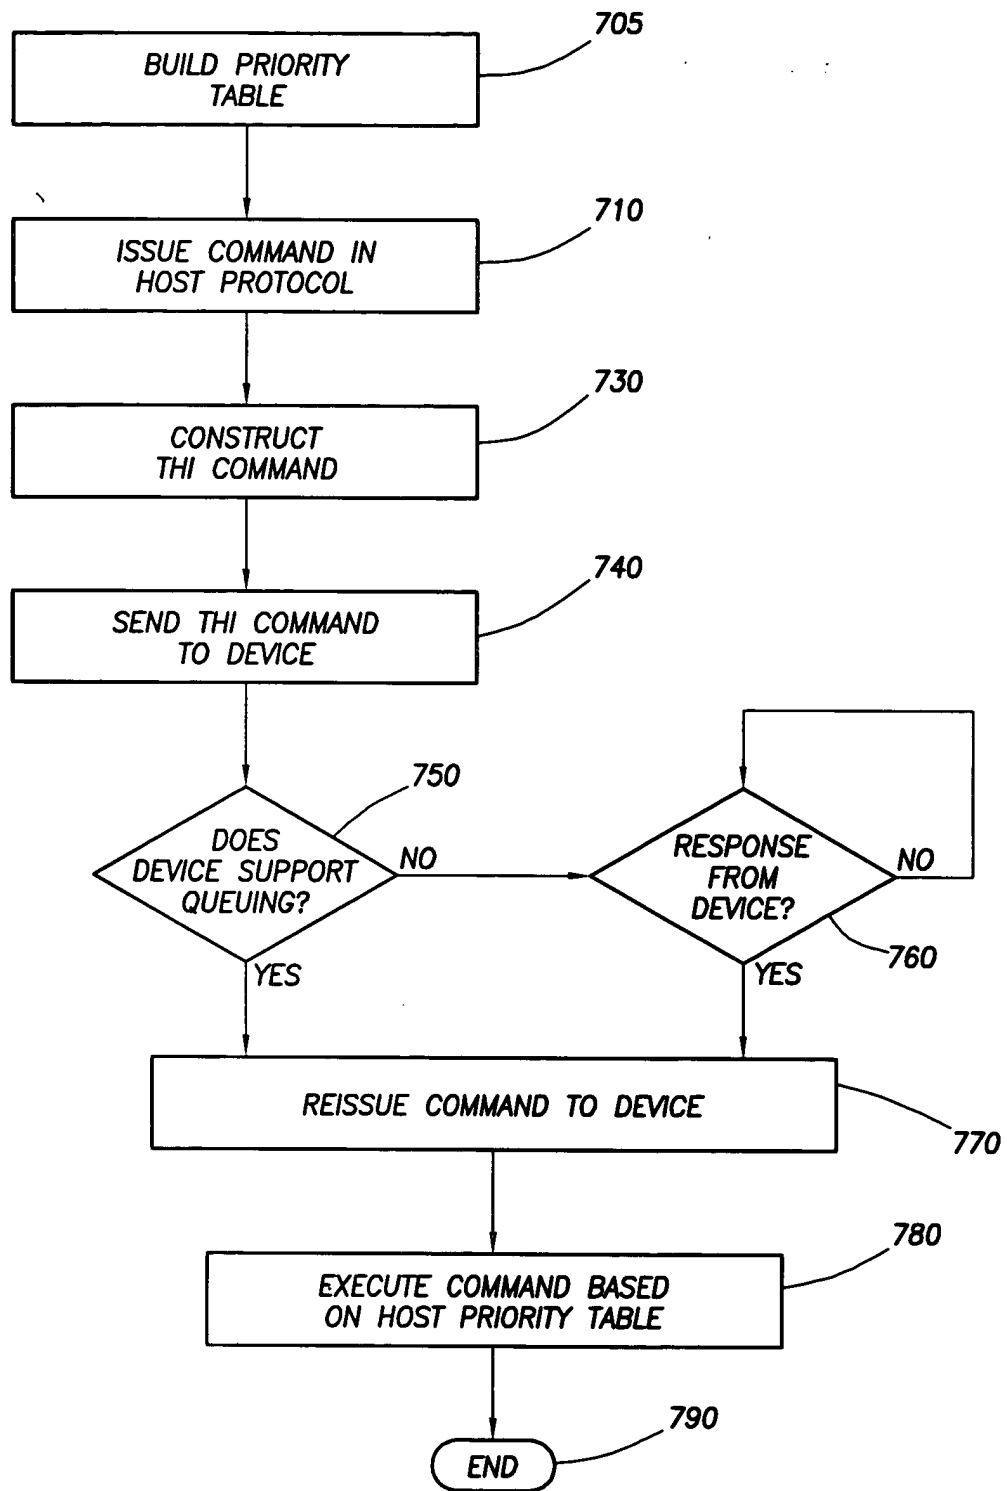 705
BUILD PRIORITY
TABLE
710
ISSUE COMMAND IN
HOST PROTOCOL
730
CONSTRUCT
THI COMMAND
740
SEND THI COMMAND
TO DEVICE
750
DOES
DEVICE SUPPORT
QUEUING?
NO
YES
RESPONSE
FROM
DEVICE?
NO
760
YES
REISSUE COMMAND TO DEVICE
770
780
EXECUTE COMMAND BASED
ON HOST PRIORITY TABLE
790
END